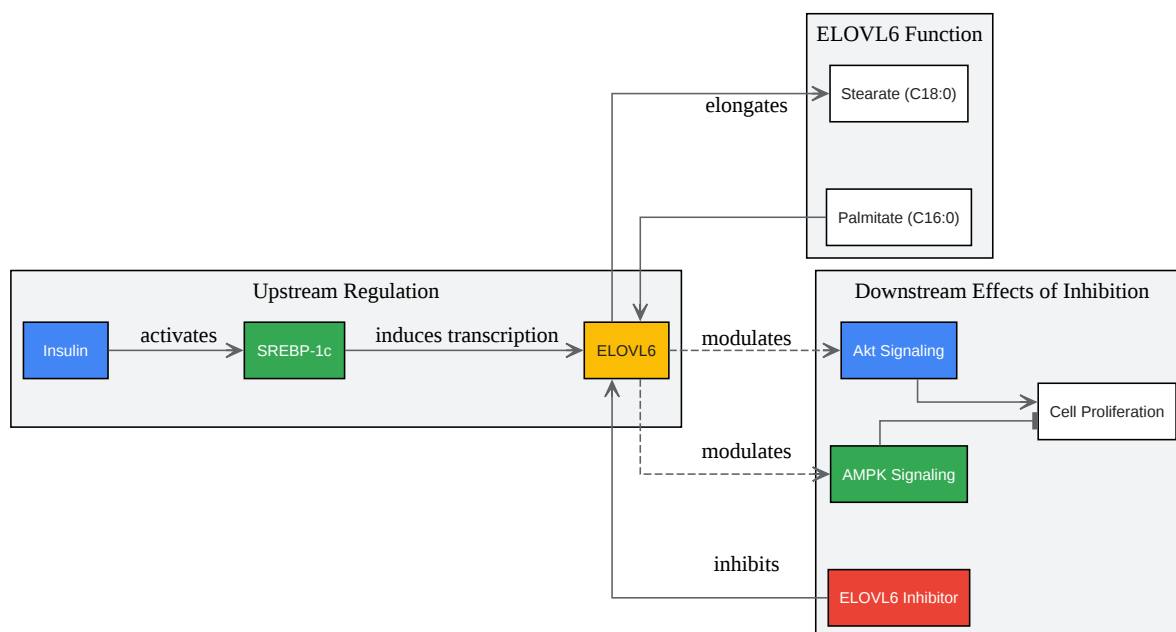 ELOVL6 Function
Stearate (C18:0)
elongates
Palmitate (C16:0)
Upstream Regulation
Downstream Effects of Inhibition
Insulin
activates
SREBP-1c
induces transcription
ELOVL6
modulates
Akt Signaling
Cell Proliferation
modulates
AMPK Signaling
inhibits
ELOVL6 Inhibitor